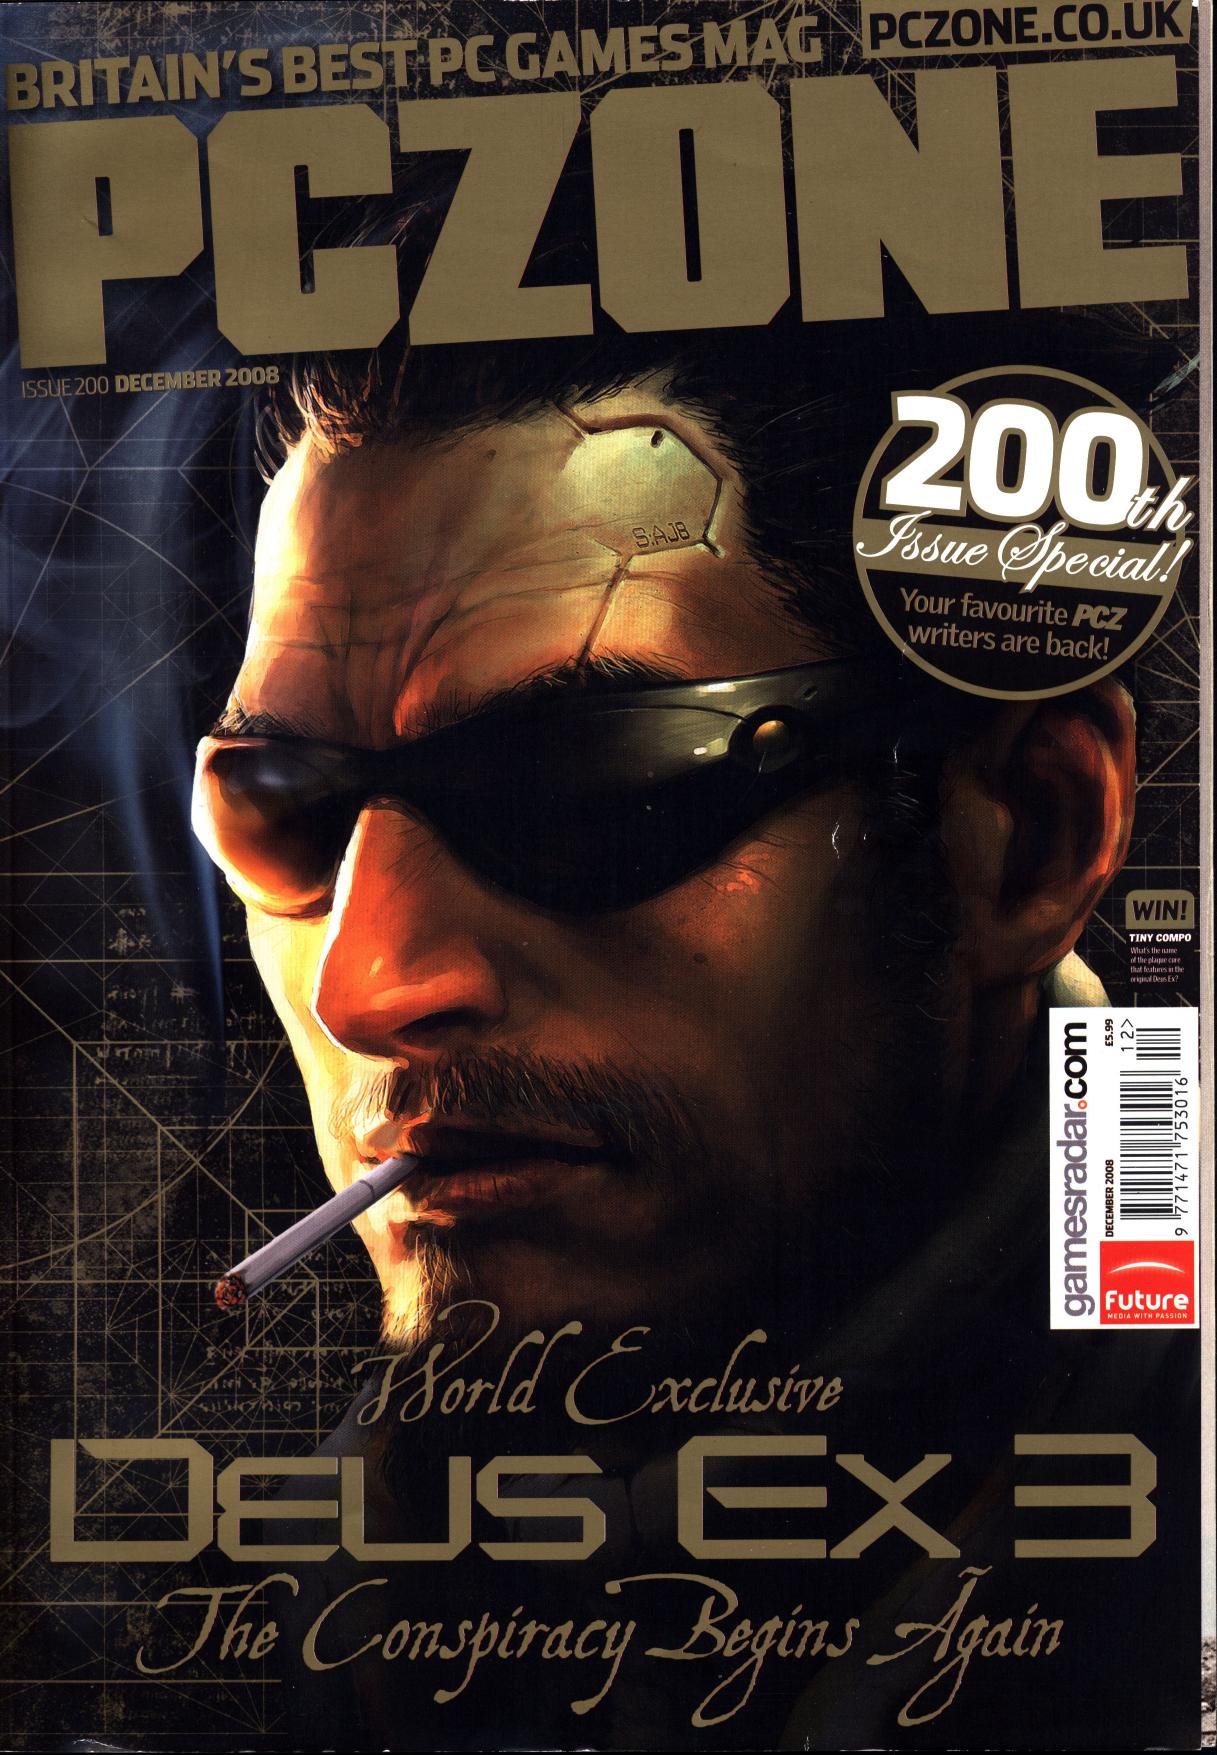 BRITAIN'S BEST PC GAMES MAG
PCZONE.CO.UK
PCZONE
ISSUE 200 DECEMBER 2008
200th
Issue Special!
Your favourite PCZ
writers are back!
S:AJ8
WIN!
TINY COMPO
What's the name
of the plague cure
that features in the
original Deus Ex?
gamesradar.com
DECEMBER 2008
£5.99
12>
9 771471 753016
Future
MEDIA WITH PASSION
World Exclusive
DEUS EX 3
The Conspiracy Begins Again